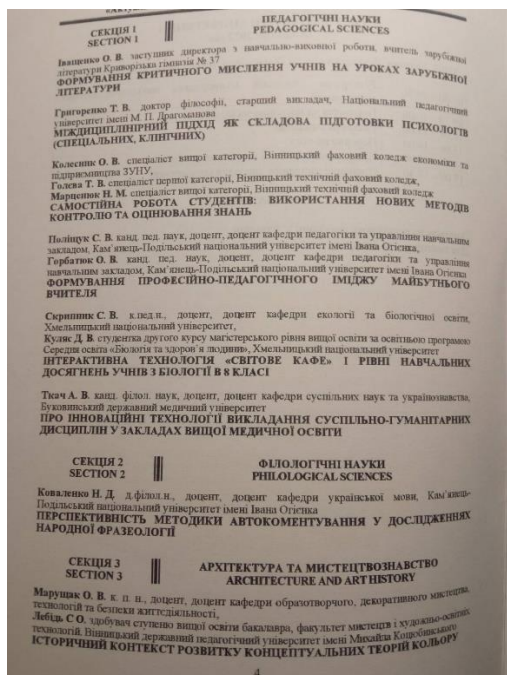 СЕКЦІЯ 1
SECTION 1
ПЕДАГОГІЧНІ НАУКИ
PEDAGOGICAL SCIENCES
Іващенко О. В. заступник директора з навчально-виховної роботи, вчитель зарубіжної
літератури Криворізька гімназія № 37
ФОРМУВАННЯ КРИТИЧНОГО МИСЛЕННЯ УЧНІВ НА УРОКАХ ЗАРУБІЖНОЇ
ЛІТЕРАТУРИ
Григоренко Т. В. доктор філософії, старший викладач, Національний педагогічний
університет імені М. П. Драгоманова
МІЖДИСЦИПЛІНАРНИЙ ПІДХІД ЯК СКЛАДОВА ПІДГОТОВКИ ПСИХОЛОГІВ
(СПЕЦІАЛЬНИХ, КЛІНІЧНИХ)
Колесник О. В. спеціаліст вищої категорії, Вінницький фаховий коледж економіки та
підприємництва ЗУНУ,
Голєва Т. В. спеціаліст першої категорії, Вінницький технічний фаховий коледж,
Марценюк Н. М. спеціаліст вищої категорії, Вінницький технічний фаховий коледж
САМОСТІЙНА РОБОТА СТУДЕНТІВ: ВИКОРИСТАННЯ НОВИХ МЕТОДІВ
КОНТРОЛЮ ТА ОЦІНЮВАННЯ ЗНАНЬ
Поліщук С. В. канд. пед. наук, доцент, доцент кафедри педагогіки та управління навчальним
закладом, Кам'янець-Подільський національний університет імені Івана Огієнка,
Горбатюк О. В. канд. пед. наук, доцент, доцент кафедри педагогіки та управління
навчальним закладом, Кам'янець-Подільський національний університет імені Івана Огієнка
ФОРМУВАННЯ ПРОФЕСІЙНО-ПЕДАГОГІЧНОГО ІМІДЖУ МАЙБУТНЬОГО
ВЧИТЕЛЯ
Скрипник С. В. к.пед.н., доцент, доцент кафедри екології та біологічної освіти,
Хмельницький національний університет,
Куляс Д. В. студентка другого курсу магістерського рівня вищої освіти за освітньою програмою
Середня освіта «Біологія та здоров'я людини», Хмельницький національний університет
ІНТЕРАКТИВНА ТЕХНОЛОГІЯ «СВІТОВЕ КАФЕ» І РІВНІ НАВЧАЛЬНИХ
ДОСЯГНЕНЬ УЧНІВ З БІОЛОГІЇ В 8 КЛАСІ
Ткач А. В. канд. філол. наук, доцент, доцент кафедри суспільних наук та українознавства,
Буковинський державний медичний університет
ПРО ІННОВАЦІЙНІ ТЕХНОЛОГІЇ ВИКЛАДАННЯ СУСПІЛЬНО-ГУМАНІТАРНИХ
ДИСЦИПЛІН У ЗАКЛАДАХ ВИЩОЇ МЕДИЧНОЇ ОСВІТИ
СЕКЦІЯ 2
SECTION 2
ФІЛОЛОГІЧНІ НАУКИ
PHILOLOGICAL SCIENCES
Коваленко Н. Д. д.філол.н., доцент, доцент кафедри української мови, Кам'янець-
Подільський національний університет імені Івана Огієнка
ПЕРСПЕКТИВНІСТЬ МЕТОДИКИ АВТОКОМЕНТУВАННЯ У ДОСЛІДЖЕННЯХ
НАРОДНОЇ ФРАЗЕОЛОГІЇ
СЕКЦІЯ 3
SECTION 3
АРХІТЕКТУРА ТА МИСТЕЦТВОЗНАВСТВО
ARCHITECTURE AND ART HISTORY
Марущак О. В. к. п. н., доцент, доцент кафедри образотворчого, декоративного мистецтва,
технологій та безпеки життєдіяльності,
Лебідь С О. здобувач ступеню вищої освіти бакалавра, факультет мистецтв і художньо-освітніх
технологій. Вінницький державний педагогічний університет імені Михайла Коцюбинського
ІСТОРИЧНИЙ КОНТЕКСТ РОЗВИТКУ КОНЦЕПТУАЛЬНИХ ТЕОРІЙ КОЛЬОРУ
4